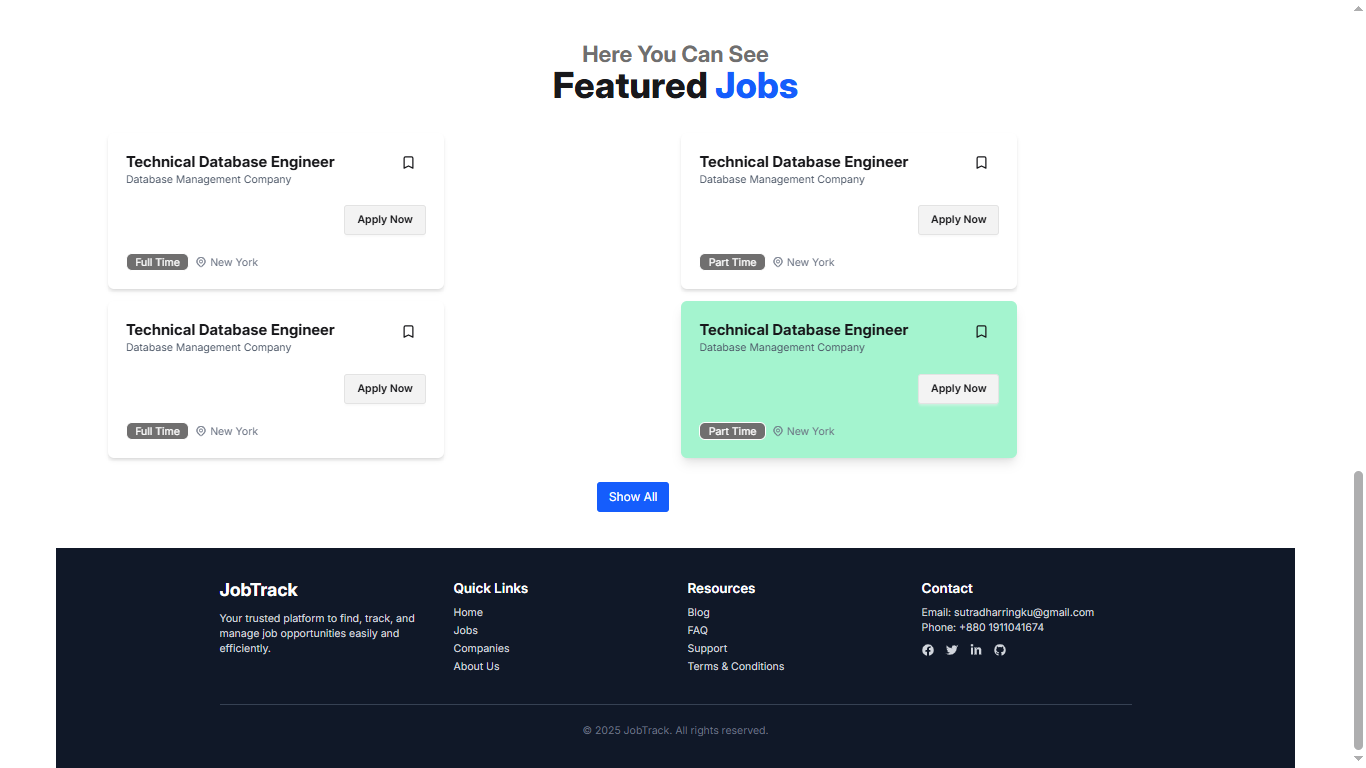 Here You Can See
Featured Jobs
Technical Database Engineer
Database Management Company
Apply Now
Full Time
New York
Technical Database Engineer
Database Management Company
Apply Now
Part Time
New York
Technical Database Engineer
Database Management Company
Apply Now
Full Time
New York
Technical Database Engineer
Database Management Company
Apply Now
Part Time
New York
Show All
JobTrack
Your trusted platform to find, track, and
manage job opportunities easily and
efficiently.
Quick Links
Home
Jobs
Companies
About Us
Resources
Blog
FAQ
Support
Terms & Conditions
Contact
Email: sutradharringku@gmail.com
Phone: +880 1911041674
© 2025 JobTrack. All rights reserved.